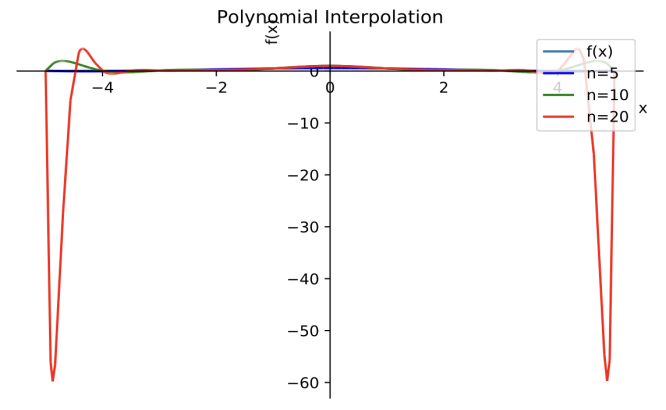 Polynomial Interpolation
f(x)
f(x)
n=5
n=10
n=20
−4
−2
0
0
2
4
x
−10
−20
−30
−40
−50
−60